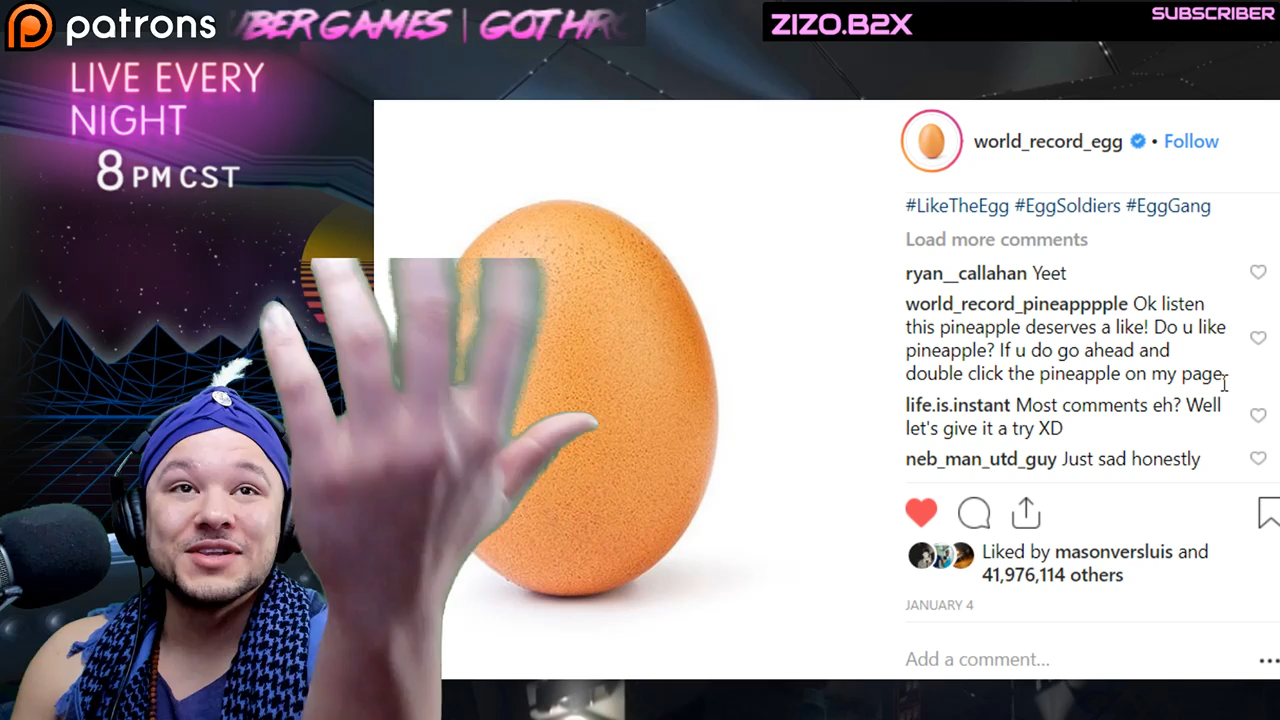 patrons
UBER GAMES | GOT HR
ZIZO.B2X
SUBSCRIBER
LIVE EVERY
NIGHT
8 PM CST
world_record_egg • Follow
#LikeTheEgg #EggSoldiers #EggGang
Load more comments
ryan__callahan Yeet
world_record_pineapppple Ok listen
this pineapple deserves a like! Do u like
pineapple? If u do go ahead and
double click the pineapple on my page
life.is.instant Most comments eh? Well
let's give it a try XD
neb_man_utd_guy Just sad honestly
Liked by masonversluis and
41,976,114 others
JANUARY 4
Add a comment...